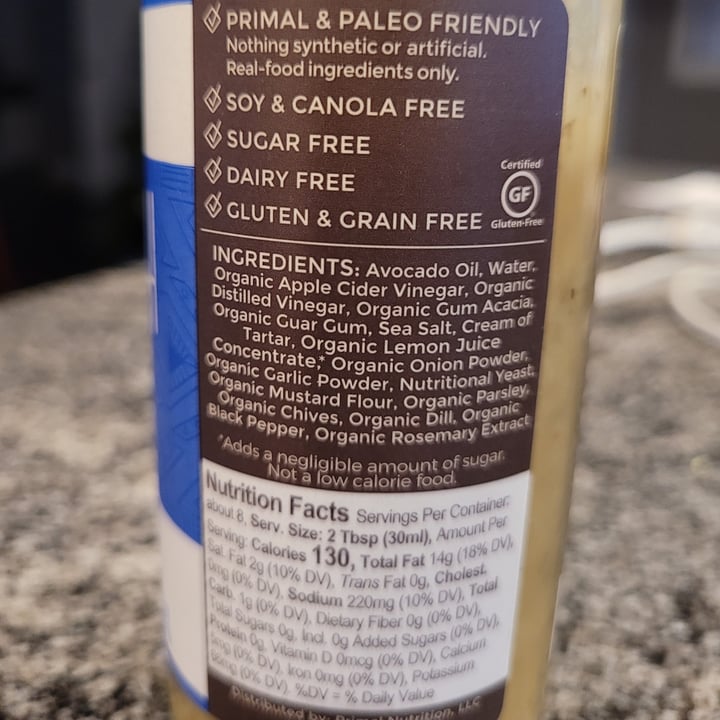 PRIMAL & PALEO FRIENDLY
Nothing synthetic or artificial.
Real-food ingredients only.
SOY & CANOLA FREE
SUGAR FREE
DAIRY FREE
GLUTEN & GRAIN FREE
Certified
GF
Gluten-Free
INGREDIENTS: Avocado Oil, Water,
Organic Apple Cider Vinegar, Organic
Distilled Vinegar, Organic Gum Acacia,
Organic Guar Gum, Sea Salt, Cream of
Tartar, Organic Lemon Juice
Concentrate,* Organic Onion Powder,
Organic Garlic Powder, Nutritional Yeast,
Organic Mustard Flour, Organic Parsley,
Organic Chives, Organic Dill, Organic
Black Pepper, Organic Rosemary Extract
*Adds a negligible amount of sugar.
Not a low calorie food.
Nutrition Facts Servings Per Container:
about 8, Serv. Size: 2 Tbsp (30ml), Amount Per
Serving: Calories 130, Total Fat 14g (18% DV),
Sat. Fat 2g (10% DV), Trans Fat 0g, Cholest.
0mg (0% DV), Sodium 220mg (10% DV), Total
Carb. 1g (0% DV), Dietary Fiber 0g (0% DV),
Total Sugars 0g, Incl. 0g Added Sugars (0% DV),
Protein 0g, Vitamin D 0mcg (0% DV), Calcium
(0% DV), Iron 0mg (0% DV), Potassium
(0% DV). %DV = % Daily Value
Distributed by: Primal Nutrition, LLC